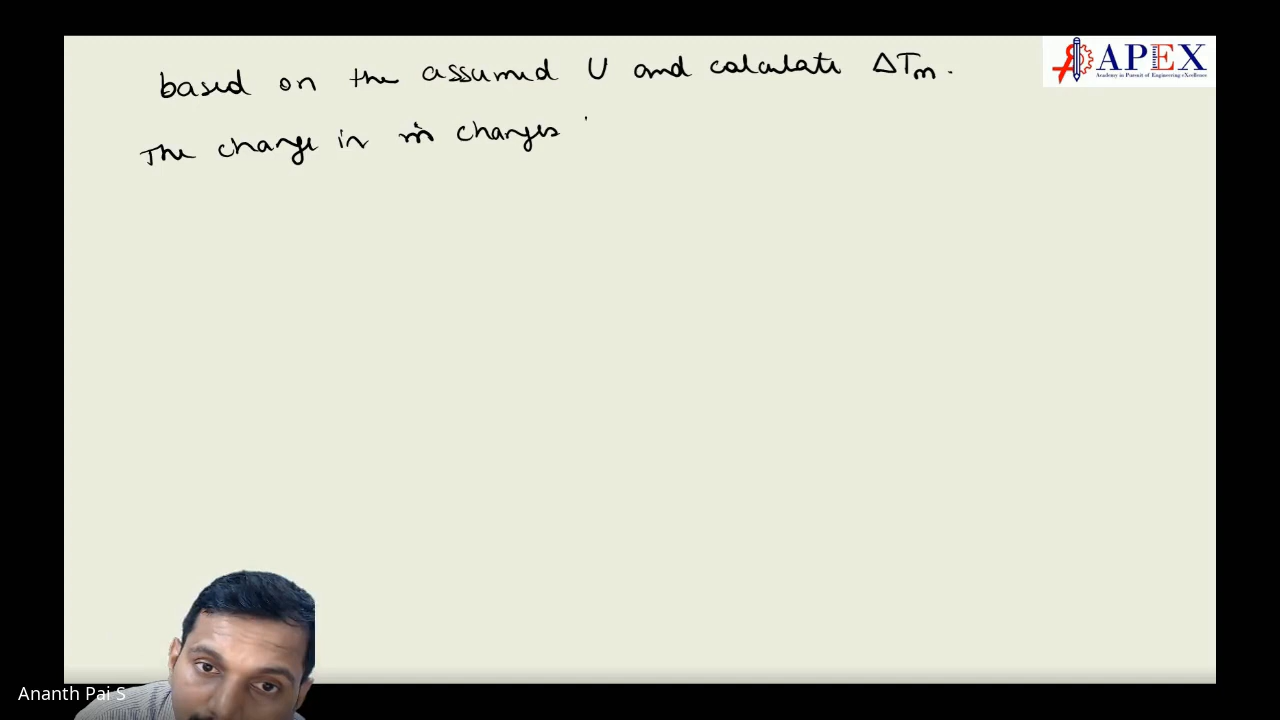 based on the assumed U and calculate ΔTm.
The change in ṁ changes
APEX
Academy in Pursuit of Engineering eXcellence
Ananth Pai S